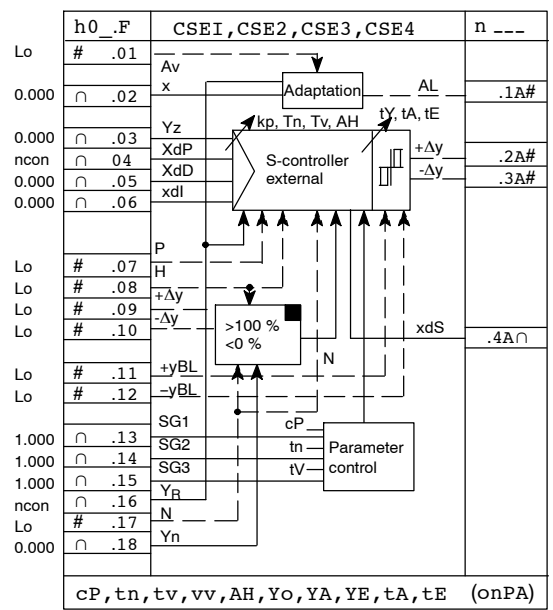 h0_.F CSEI,CSE2,CSE3,CSE4 n ___
Lo # .01 Av
0.000 ∩ .02 x Adaptation AL .1A#
kp, Tn, Tv, AH tY, tA, tE
0.000 ∩ .03 Yz
ncon ∩ 04 XdP S-controller external +Δy .2A#
0.000 ∩ .05 XdD -Δy .3A#
0.000 ∩ .06 xdI
Lo # .07 P
Lo # .08 H
Lo # .09 +Δy
Lo # .10 -Δy >100 % <0 % xdS .4A∩
N
Lo # .11 +yBL
Lo # .12 –yBL
1.000 ∩ .13 SG1 cP
1.000 ∩ .14 SG2 tn Parameter control
1.000 ∩ .15 SG3 tV
ncon ∩ .16 YR
Lo # .17 N
0.000 ∩ .18 Yn
cP,tn,tv,vv,AH,Yo,YA,YE,tA,tE (onPA)